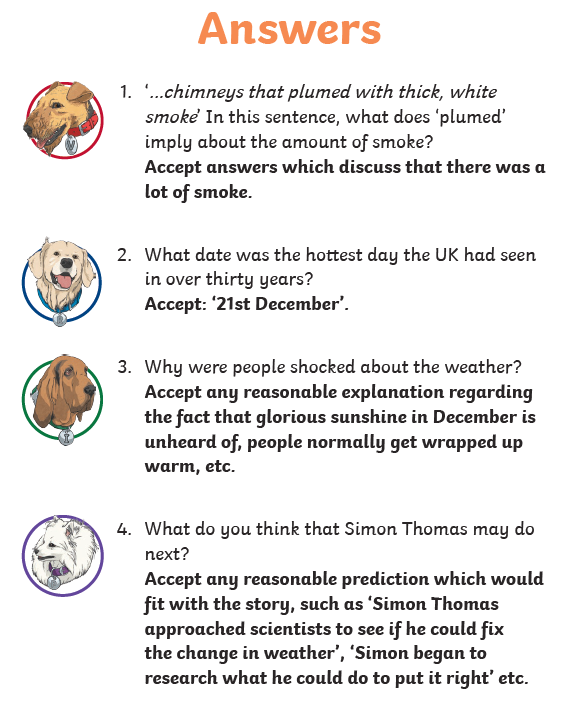 Answers
1. ‘...chimneys that plumed with thick, white
smoke’ In this sentence, what does ‘plumed’
imply about the amount of smoke?
Accept answers which discuss that there was a
lot of smoke.
2. What date was the hottest day the UK had seen
in over thirty years?
Accept: ‘21st December’.
3. Why were people shocked about the weather?
Accept any reasonable explanation regarding
the fact that glorious sunshine in December is
unheard of, people normally get wrapped up
warm, etc.
4. What do you think that Simon Thomas may do
next?
Accept any reasonable prediction which would
fit with the story, such as ‘Simon Thomas
approached scientists to see if he could fix
the change in weather’, ‘Simon began to
research what he could do to put it right’ etc.